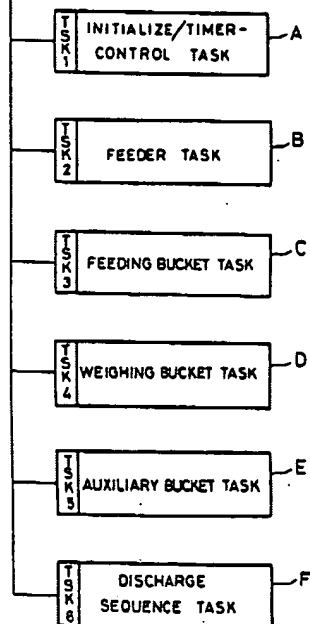 TSK1 INITIALIZE/TIMER-
CONTROL TASK
A
TSK2 FEEDER TASK
B
TSK3 FEEDING BUCKET TASK
C
TSK4 WEIGHING BUCKET TASK
D
TSK5 AUXILIARY BUCKET TASK
E
TSK6 DISCHARGE
SEQUENCE TASK
F